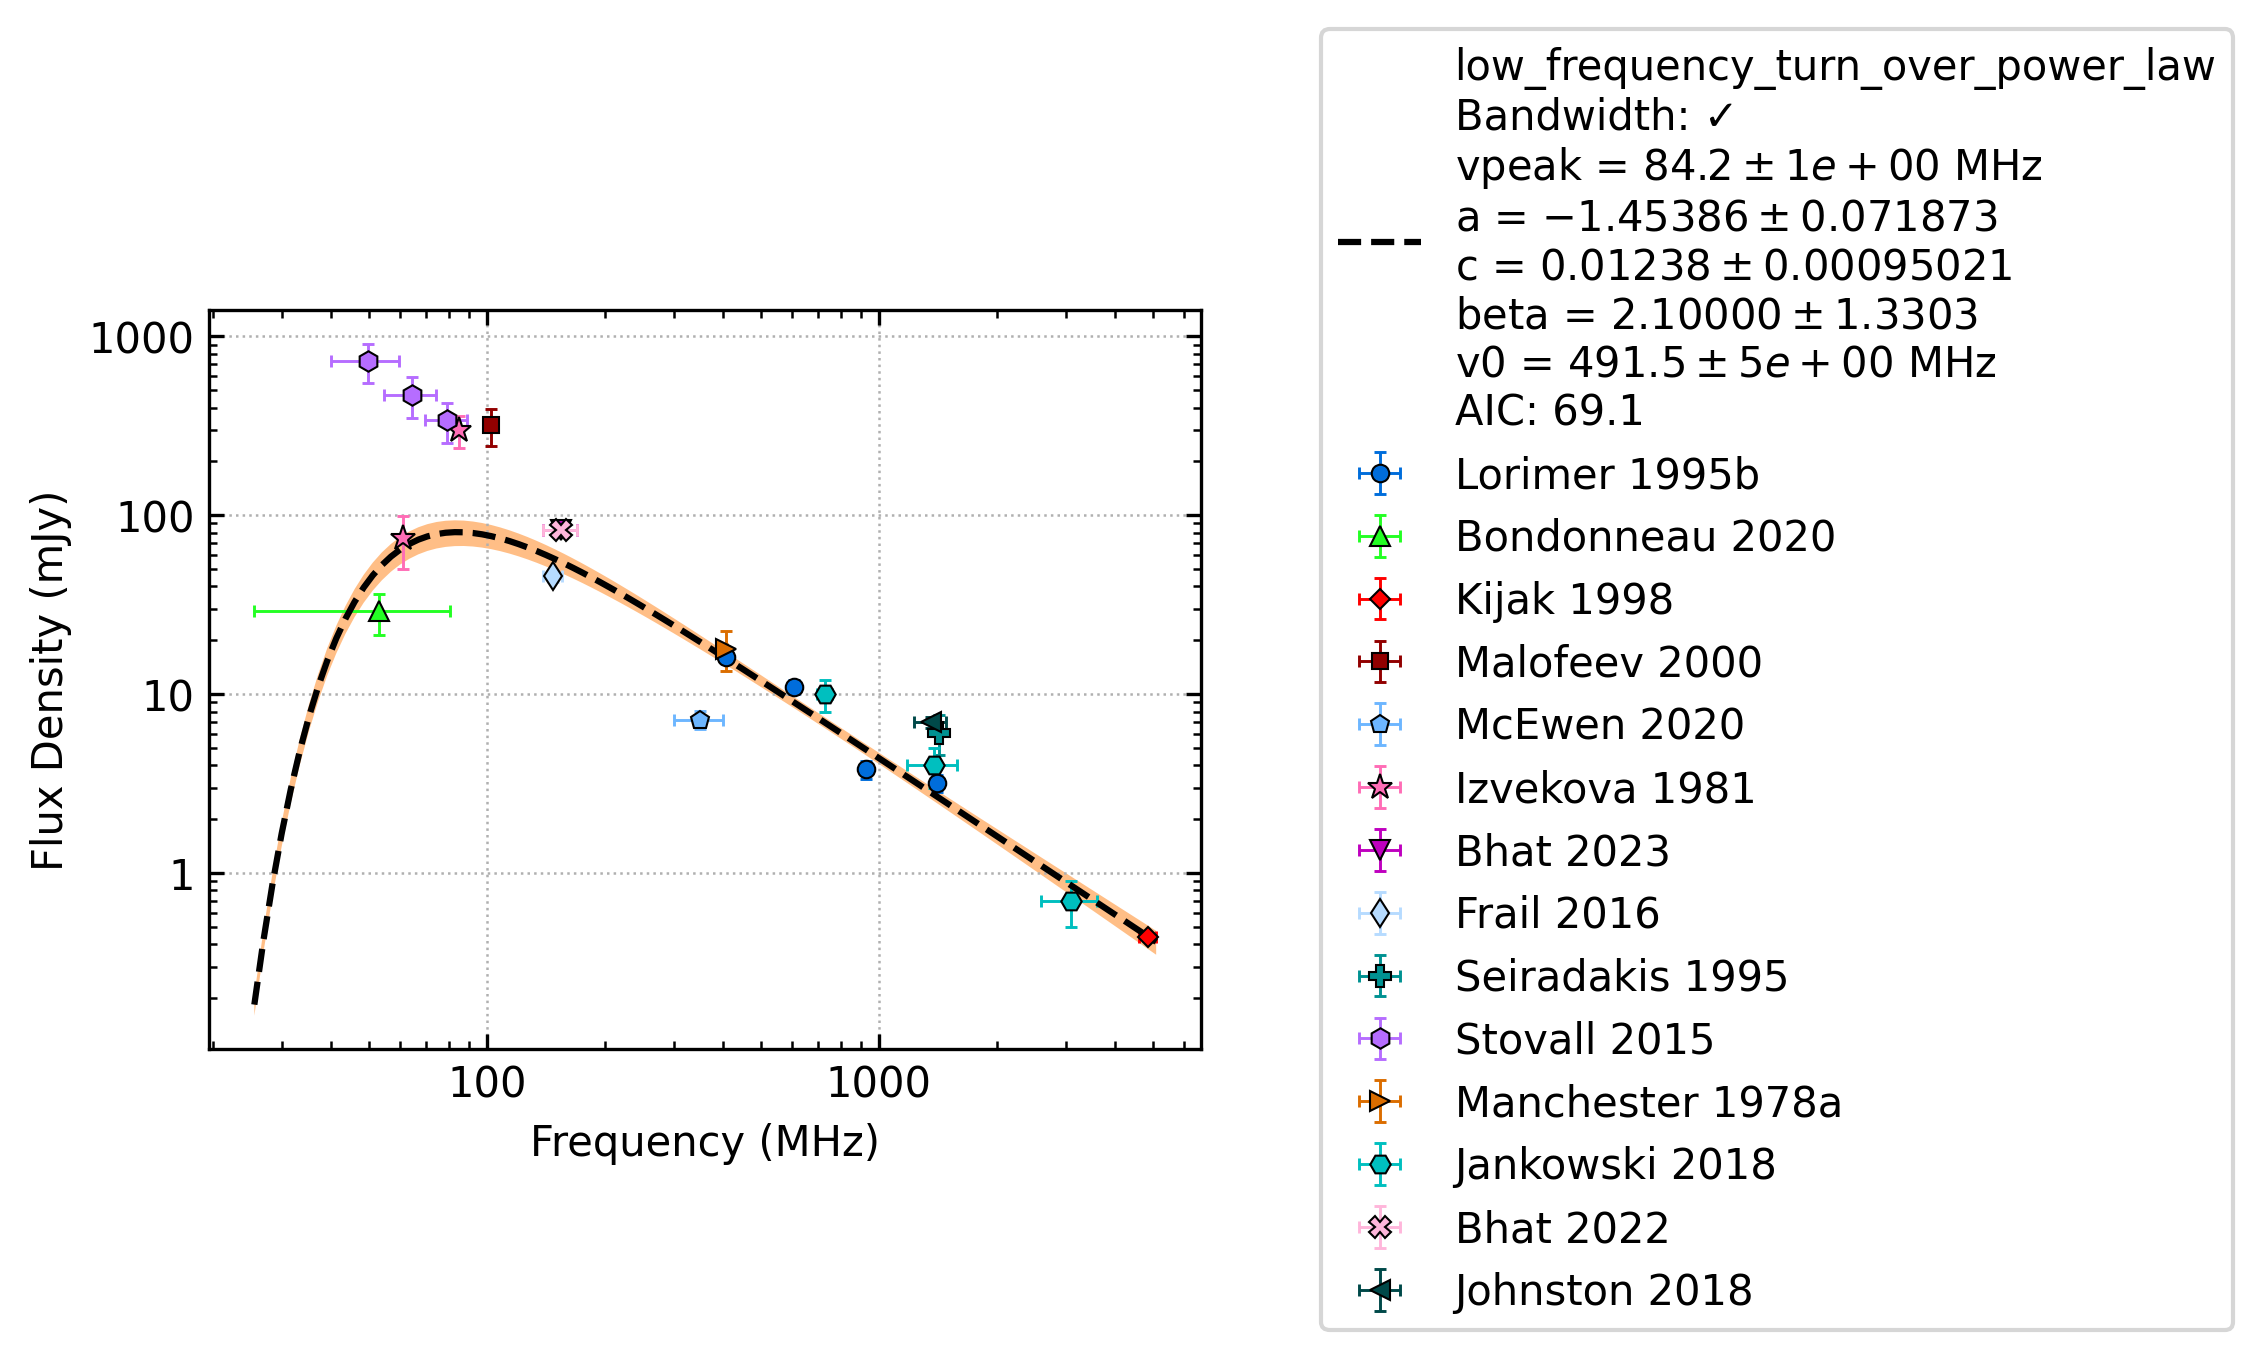 1000
100
10
1
Flux Density (mJy)
100
1000
Frequency (MHz)
low_frequency_turn_over_power_law
Bandwidth: ✓
vpeak = 84.2 ± 1e + 00 MHz
a = −1.45386 ± 0.071873
c = 0.01238 ± 0.00095021
beta = 2.10000 ± 1.3303
v0 = 491.5 ± 5e + 00 MHz
AIC: 69.1
Lorimer 1995b
Bondonneau 2020
Kijak 1998
Malofeev 2000
McEwen 2020
Izvekova 1981
Bhat 2023
Frail 2016
Seiradakis 1995
Stovall 2015
Manchester 1978a
Jankowski 2018
Bhat 2022
Johnston 2018